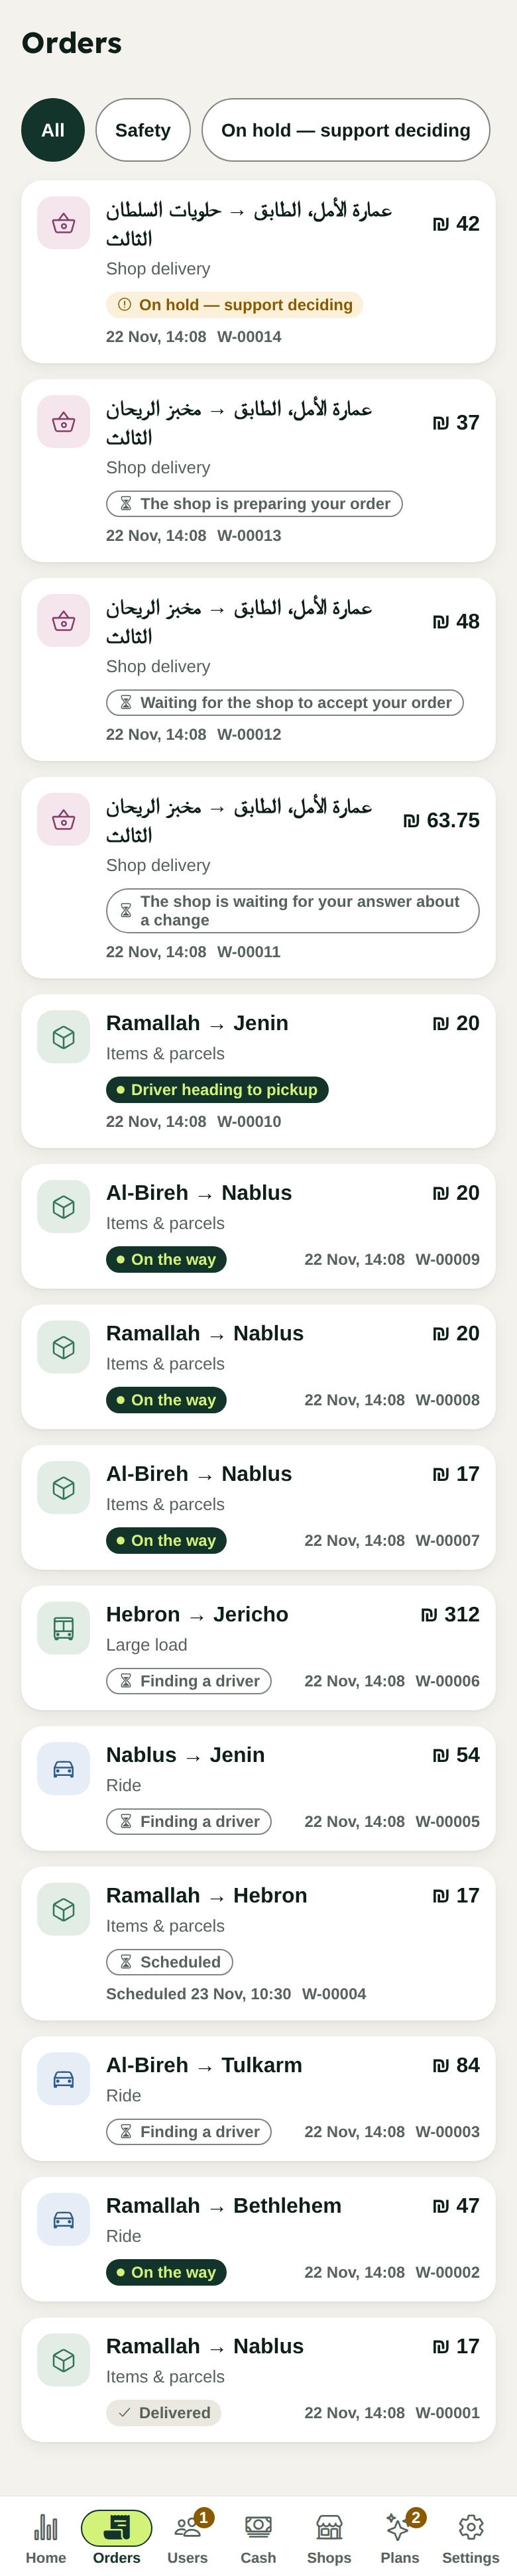 Orders
All
Safety
On hold — support deciding
حلويات السلطان → عمارة الأمل، الطابق
الثالث
₪ 42
Shop delivery
On hold — support deciding
22 Nov, 14:08 W-00014
مخبز الريحان → عمارة الأمل، الطابق
الثالث
₪ 37
Shop delivery
The shop is preparing your order
22 Nov, 14:08 W-00013
مخبز الريحان → عمارة الأمل، الطابق
الثالث
₪ 48
Shop delivery
Waiting for the shop to accept your order
22 Nov, 14:08 W-00012
مخبز الريحان → عمارة الأمل، الطابق
الثالث
₪ 63.75
Shop delivery
The shop is waiting for your answer about
a change
22 Nov, 14:08 W-00011
Ramallah → Jenin
₪ 20
Items & parcels
Driver heading to pickup
22 Nov, 14:08 W-00010
Al-Bireh → Nablus
₪ 20
Items & parcels
On the way
22 Nov, 14:08 W-00009
Ramallah → Nablus
₪ 20
Items & parcels
On the way
22 Nov, 14:08 W-00008
Al-Bireh → Nablus
₪ 17
Items & parcels
On the way
22 Nov, 14:08 W-00007
Hebron → Jericho
₪ 312
Large load
Finding a driver
22 Nov, 14:08 W-00006
Nablus → Jenin
₪ 54
Ride
Finding a driver
22 Nov, 14:08 W-00005
Ramallah → Hebron
₪ 17
Items & parcels
Scheduled
Scheduled 23 Nov, 10:30 W-00004
Al-Bireh → Tulkarm
₪ 84
Ride
Finding a driver
22 Nov, 14:08 W-00003
Ramallah → Bethlehem
₪ 47
Ride
On the way
22 Nov, 14:08 W-00002
Ramallah → Nablus
₪ 17
Items & parcels
Delivered
22 Nov, 14:08 W-00001
Home
Orders
1
Users
Cash
Shops
2
Plans
Settings